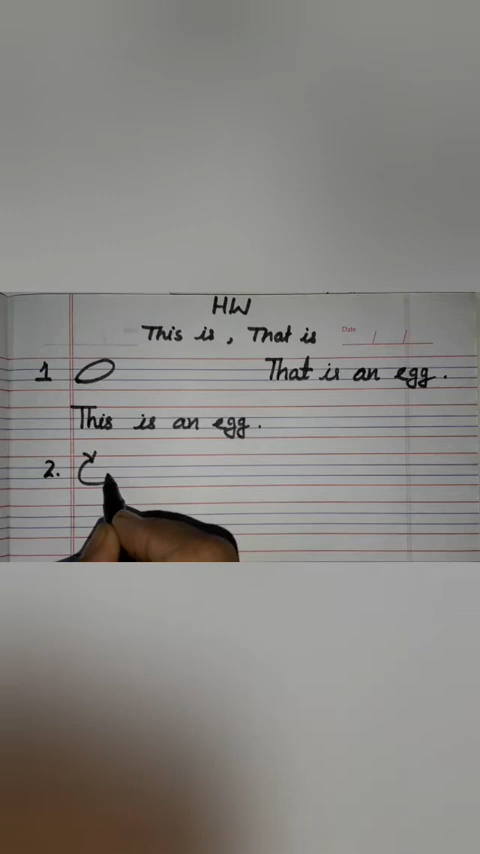 HW
This is, That is
Date / /
1 That is an egg.
This is an egg.
2.